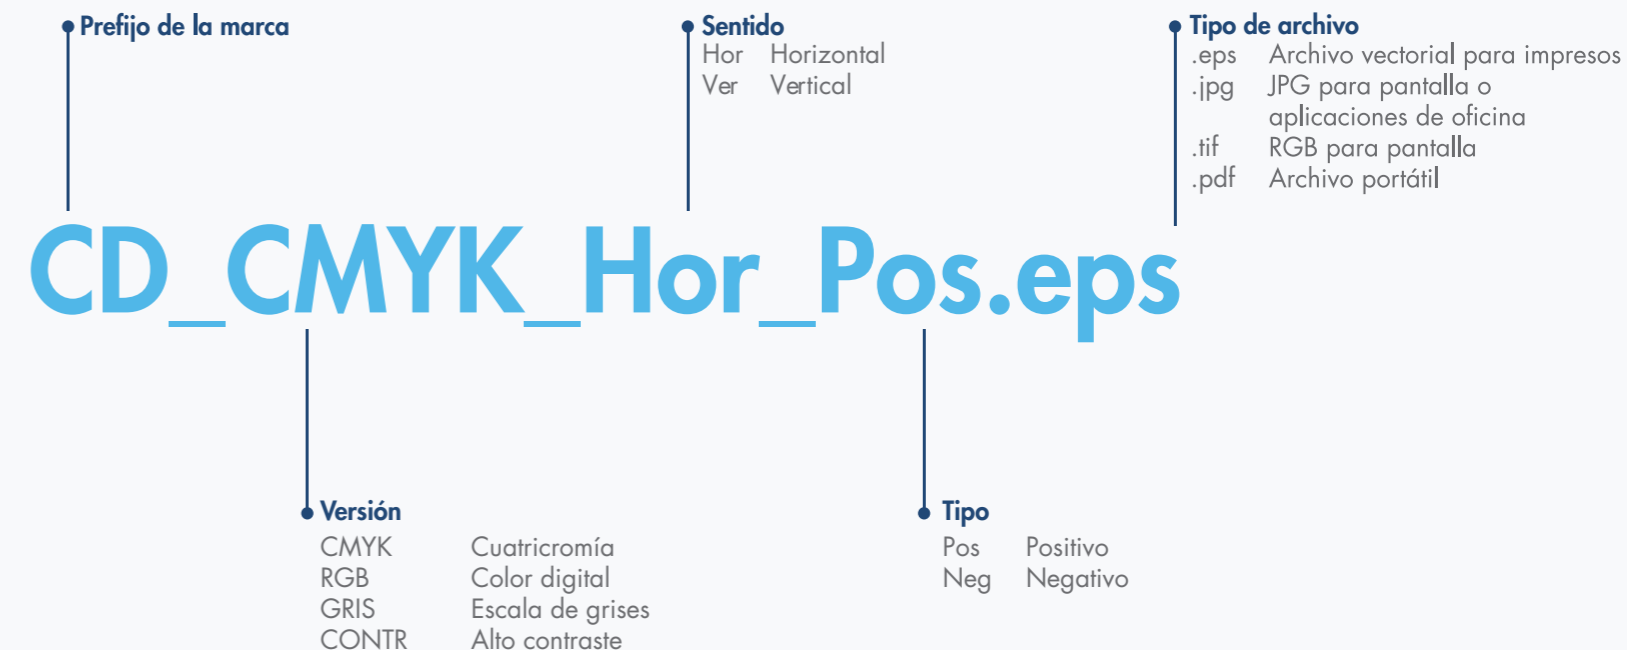 Prefijo de la marca
Sentido
Hor Horizontal
Ver Vertical
Tipo de archivo
.eps Archivo vectorial para impresos
.jpg JPG para pantalla o
aplicaciones de oficina
.tif RGB para pantalla
.pdf Archivo portátil
CD_CMYK_Hor_Pos.eps
Versión
CMYK Cuatricromía
RGB Color digital
GRIS Escala de grises
CONTR Alto contraste
Tipo
Pos Positivo
Neg Negativo